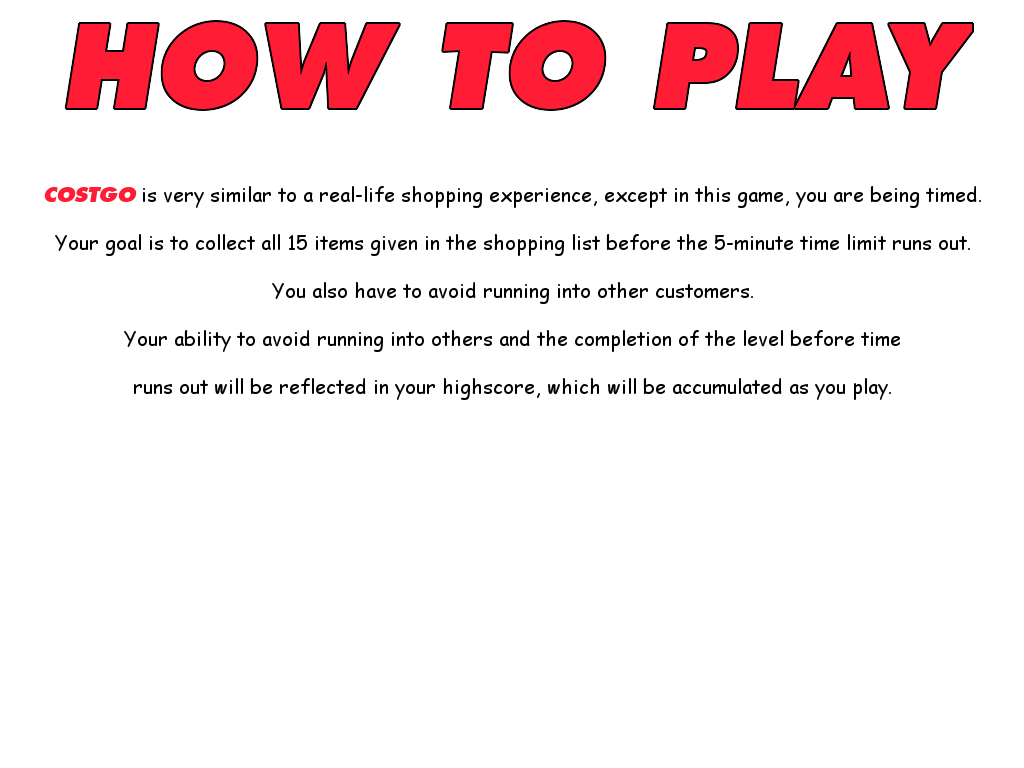 HOW TO PLAY
COSTGO is very similar to a real-life shopping experience, except in this game, you are being timed.
Your goal is to collect all 15 items given in the shopping list before the 5-minute time limit runs out.
You also have to avoid running into other customers.
Your ability to avoid running into others and the completion of the level before time
runs out will be reflected in your highscore, which will be accumulated as you play.